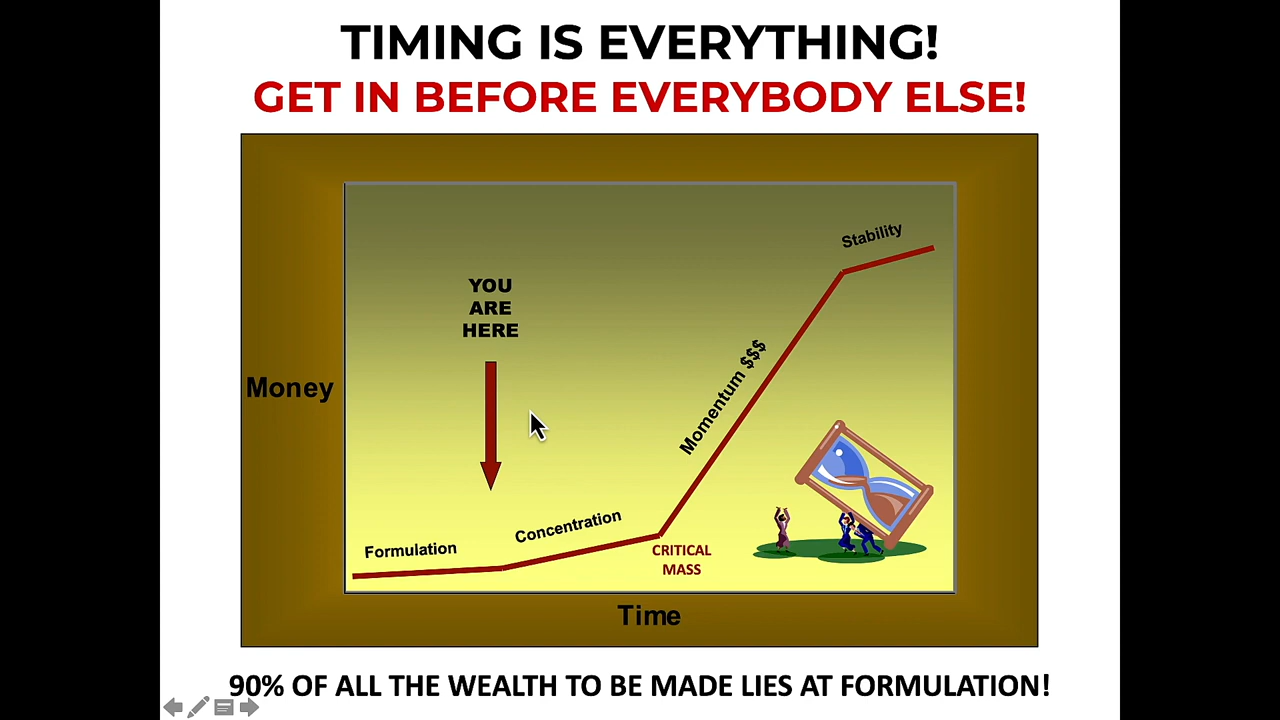 TIMING IS EVERYTHING!
GET IN BEFORE EVERYBODY ELSE!
Stability
YOU
ARE
HERE
Momentum $$$
Money
Concentration
Formulation
CRITICAL
MASS
Time
90% OF ALL THE WEALTH TO BE MADE LIES AT FORMULATION!